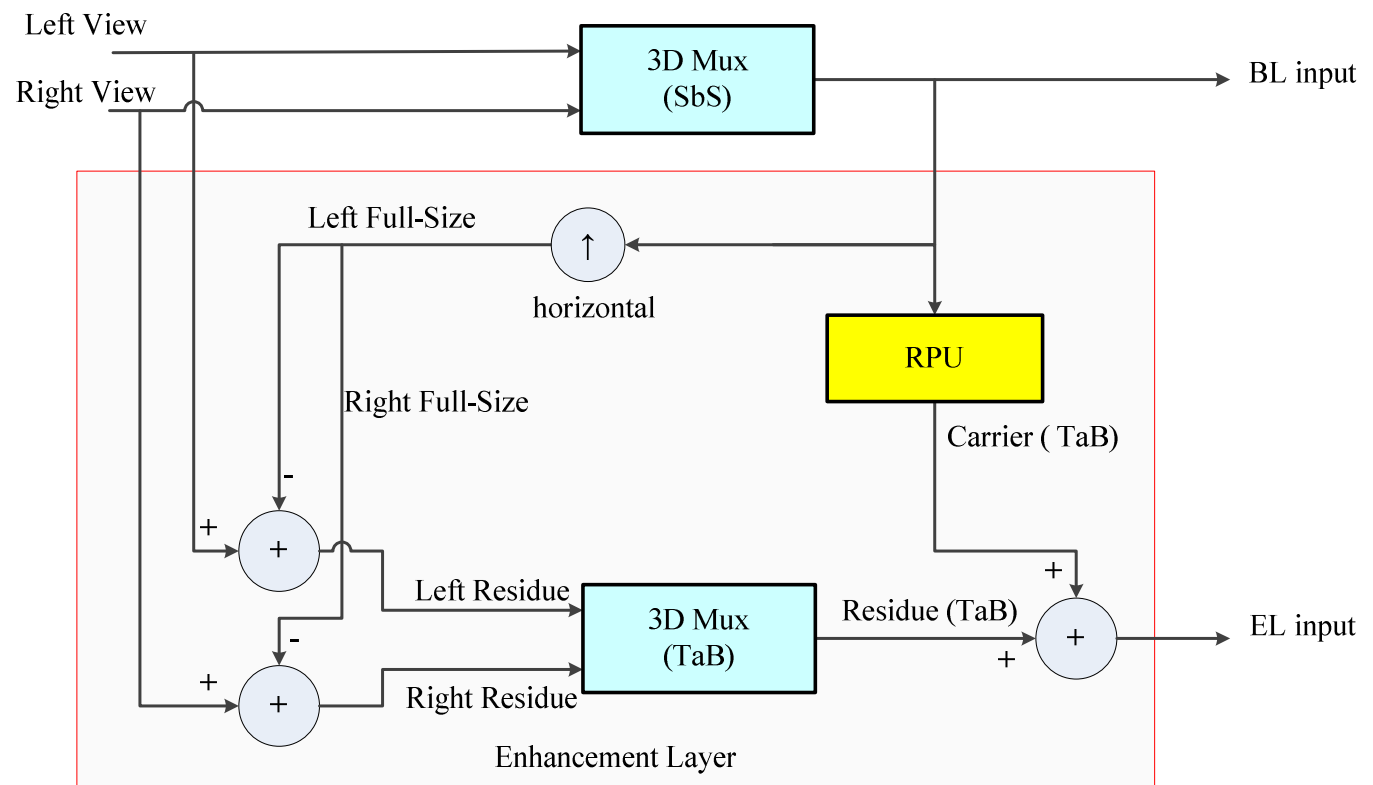 Left View
3D Mux
(SbS)
BL input
Right View
Left Full-Size
↑
horizontal
RPU
Right Full-Size
Carrier ( TaB)
-
+
+
+
Left Residue
3D Mux
(TaB)
Residue (TaB)
+
+
EL input
-
+
+
Right Residue
Enhancement Layer